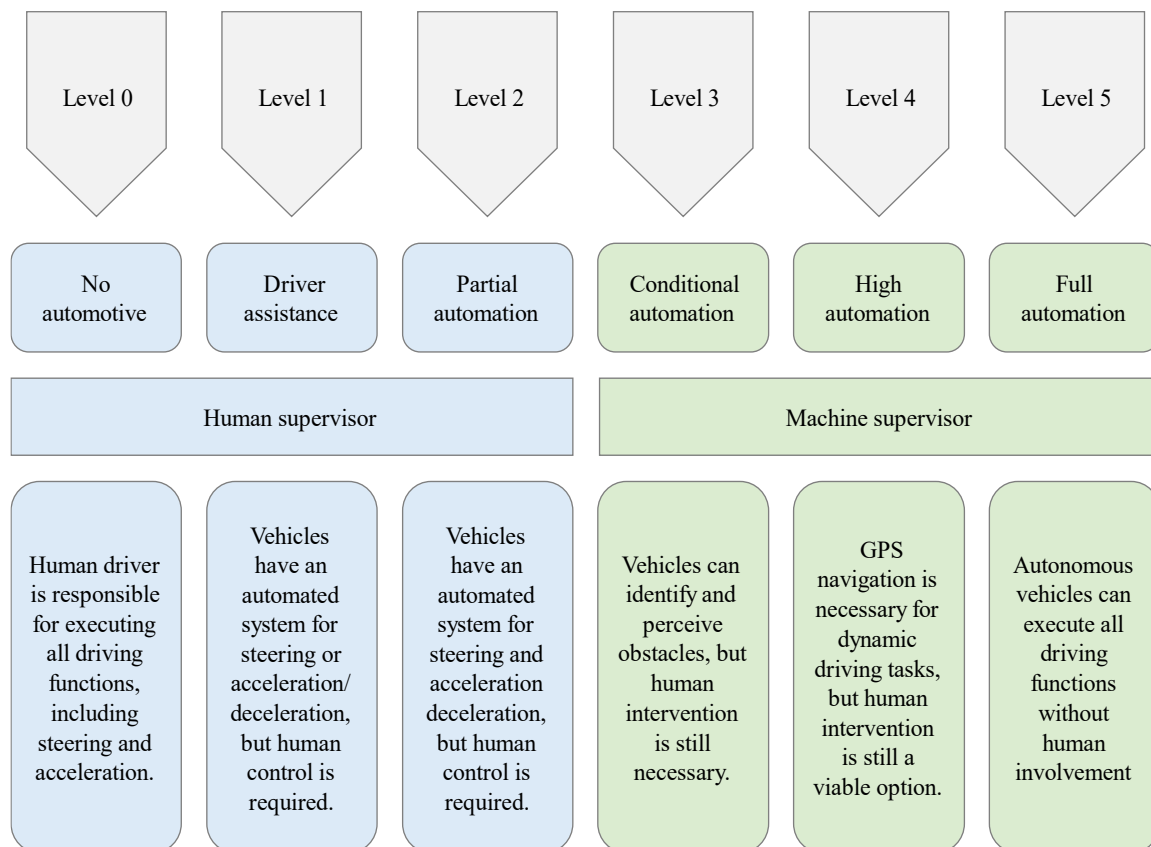 Level 0
Level 1
Level 2
Level 3
Level 4
Level 5
No
automotive
Driver
assistance
Partial
automation
Conditional
automation
High
automation
Full
automation
Human supervisor
Machine supervisor
Human driver
is responsible
for executing
all driving
functions,
including
steering and
acceleration.
Vehicles
have an
automated
system for
steering or
acceleration/
deceleration,
but human
control is
required.
Vehicles
have an
automated
system for
steering and
acceleration
deceleration,
but human
control is
required.
Vehicles can
identify and
perceive
obstacles, but
human
intervention
is still
necessary.
GPS
navigation is
necessary for
dynamic
driving tasks,
but human
intervention
is still a
viable option.
Autonomous
vehicles can
execute all
driving
functions
without
human
involvement